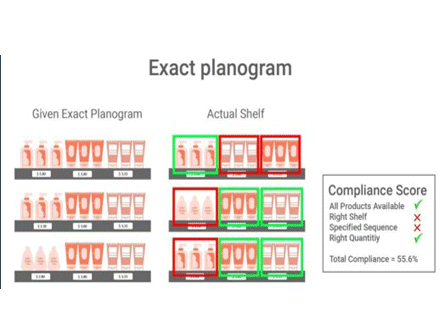 Exact planogram
Given Exact Planogram
Actual Shelf
Compliance Score
All Products Available ✓
Right Shelf ×
Specified Sequence ×
Right Quantitiy ✓
Total Compliance = 55.6%